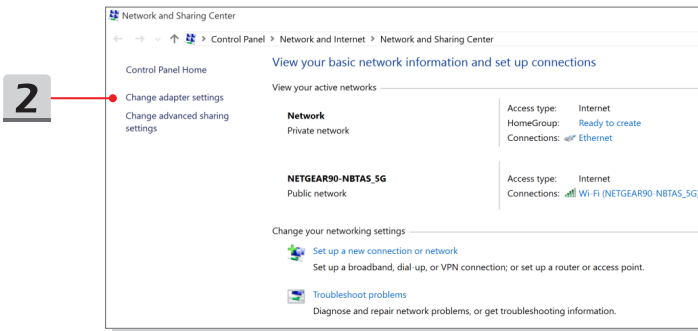 Network and Sharing Center
Control Panel > Network and Internet > Network and Sharing Center
2
Control Panel Home
Change adapter settings
Change advanced sharing
settings
View your basic network information and set up connections
View your active networks
Network
Private network
Access type: Internet
HomeGroup: Ready to create
Connections: Ethernet
NETGEAR90-NBTAS_5G
Public network
Access type: Internet
Connections: Wi-Fi (NETGEAR90-NBTAS_5G)
Change your networking settings
Set up a new connection or network
Set up a broadband, dial-up, or VPN connection; or set up a router or access point.
Troubleshoot problems
Diagnose and repair network problems, or get troubleshooting information.